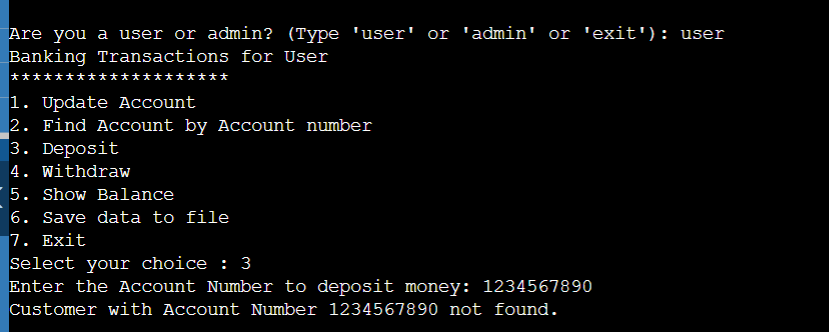 Are you a user or admin? (Type 'user' or 'admin' or 'exit'): user
Banking Transactions for User
********************
1. Update Account
2. Find Account by Account number
3. Deposit
4. Withdraw
5. Show Balance
6. Save data to file
7. Exit
Select your choice : 3
Enter the Account Number to deposit money: 1234567890
Customer with Account Number 1234567890 not found.